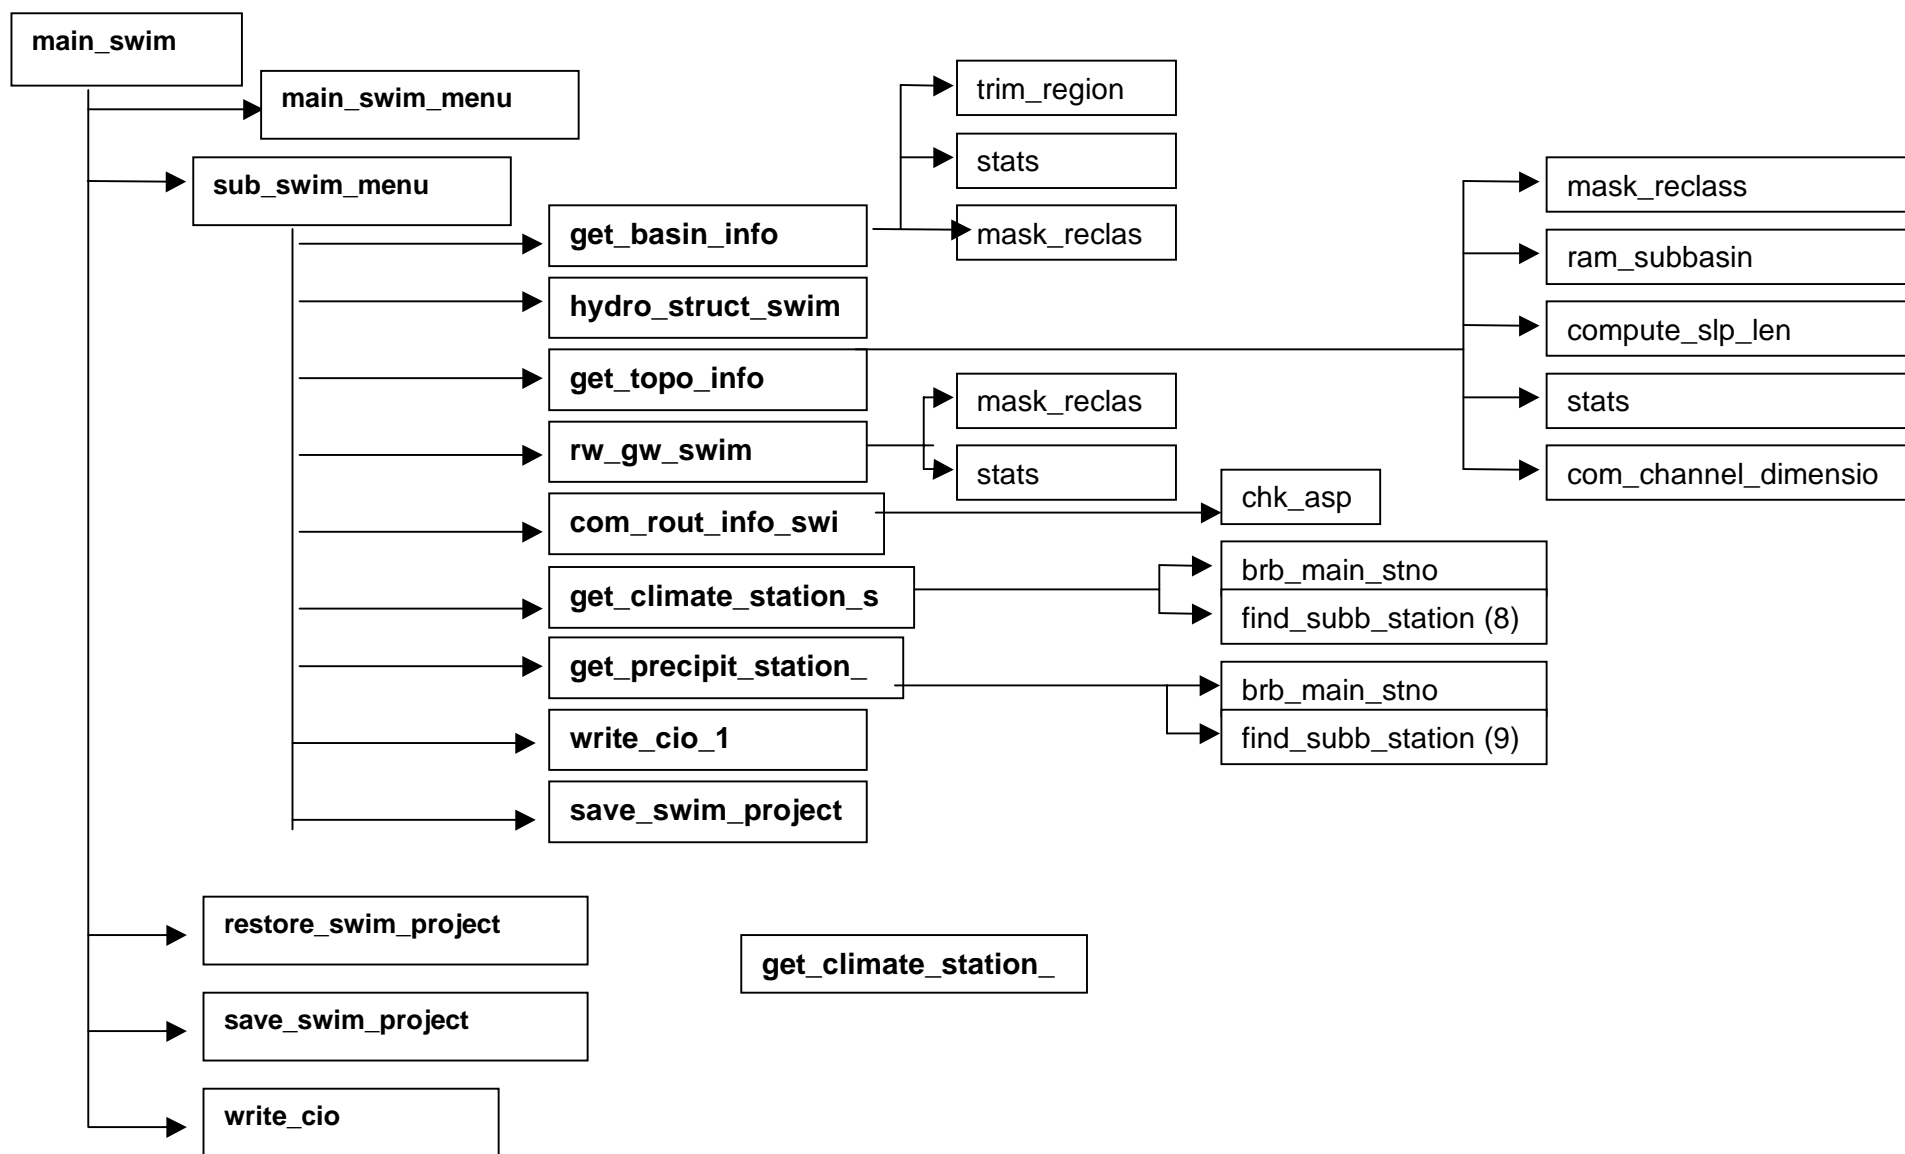 main_swim
main_swim_menu
sub_swim_menu
get_basin_info
trim_region
stats
mask_reclas
hydro_struct_swim
get_topo_info
mask_reclass
ram_subbasin
compute_slp_len
stats
com_channel_dimensio
rw_gw_swim
mask_reclas
stats
com_rout_info_swi
chk_asp
get_climate_station_s
brb_main_stno
find_subb_station (8)
get_precipit_station_
brb_main_stno
find_subb_station (9)
write_cio_1
save_swim_project
restore_swim_project
get_climate_station_
save_swim_project
write_cio